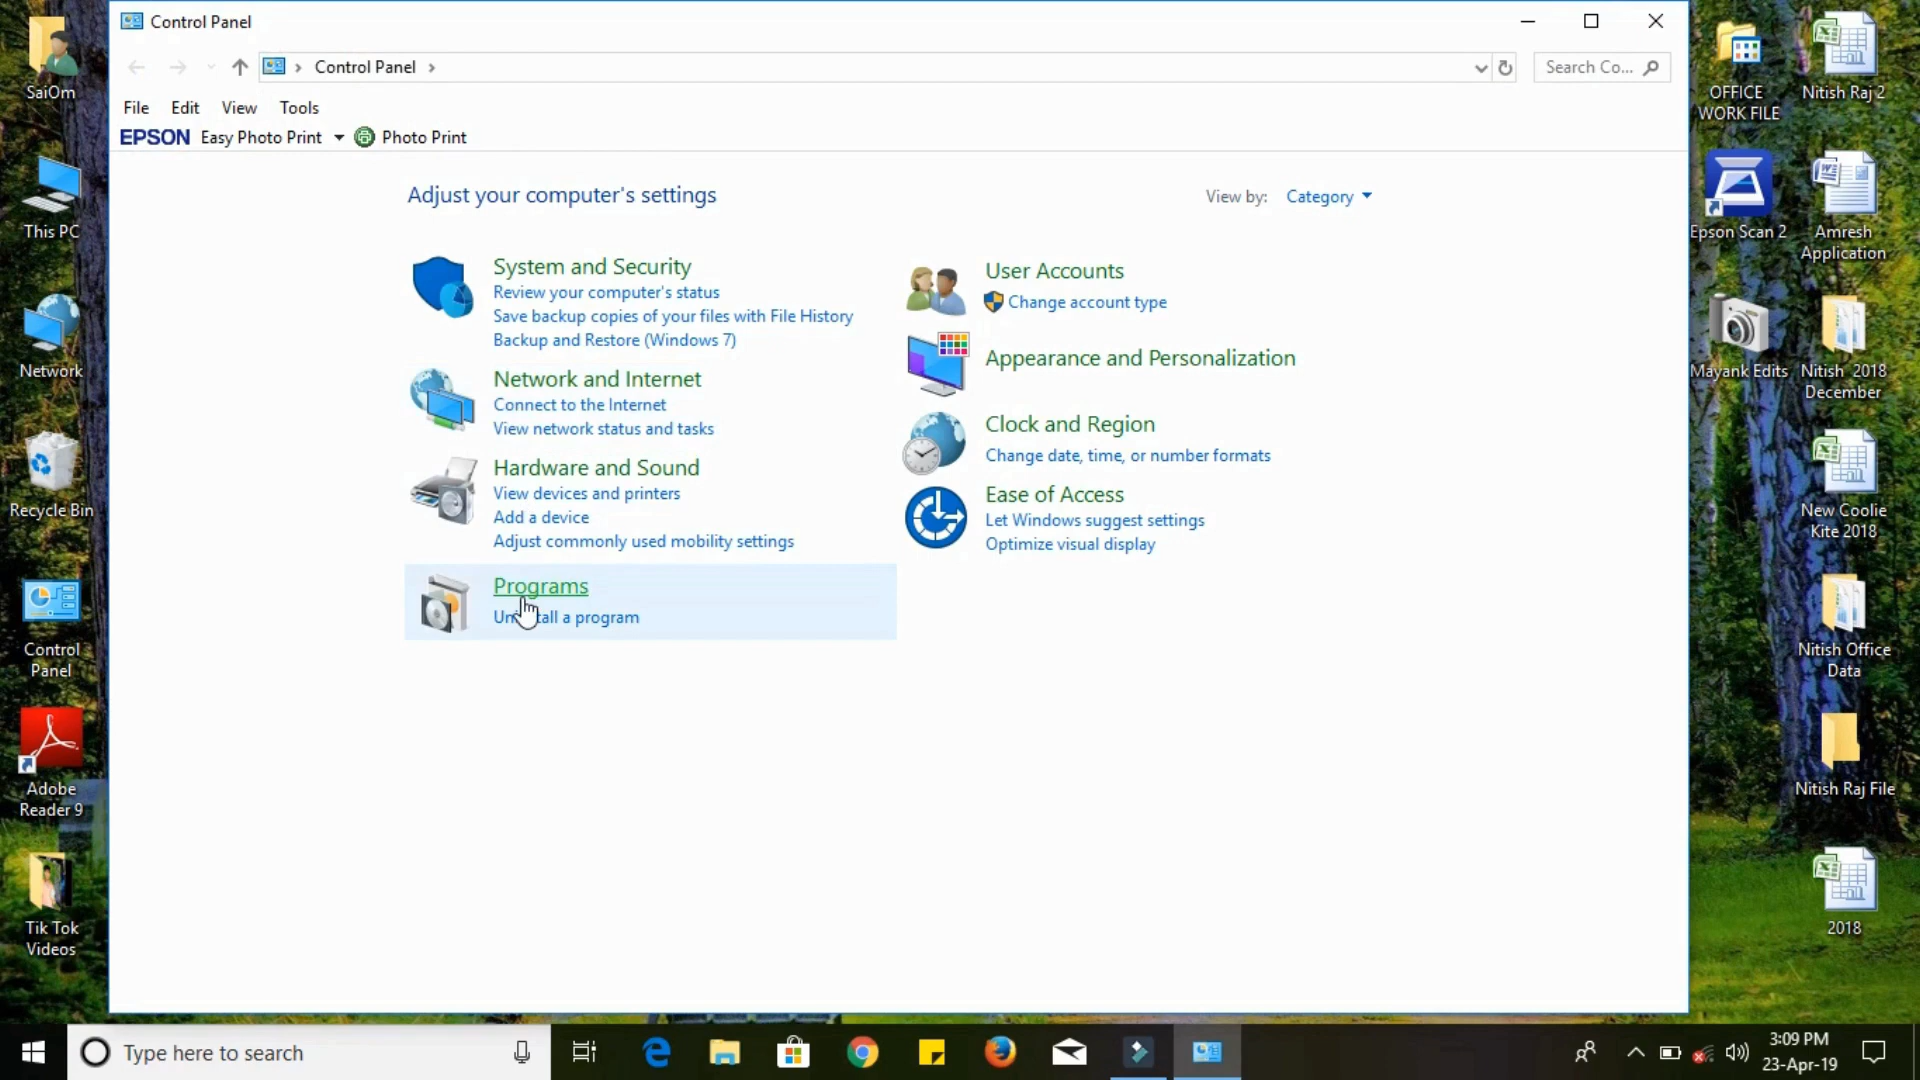 Control Panel
Control Panel
Search Co...
File Edit View Tools
EPSON Easy Photo Print Photo Print
Adjust your computer's settings
View by: Category
System and Security
Review your computer's status
Save backup copies of your files with File History
Backup and Restore (Windows 7)
Network and Internet
Connect to the Internet
View network status and tasks
Hardware and Sound
View devices and printers
Add a device
Adjust commonly used mobility settings
Programs
a program
User Accounts
Change account type
Appearance and Personalization
Clock and Region
Change date, time, or number formats
Ease of Access
Let Windows suggest settings
Optimize visual display
SaiOm
This PC
Network
Recycle Bin
Control
Panel
Adobe
Reader 9
Tik Tok
Videos
OFFICE
WORK FILE
Epson Scan 2
Mayank Edits
Nitish Raj 2
Amresh
Application
Nitish 2018
December
New Coolie
Kite 2018
Nitish Office
Data
Nitish Raj File
2018
Type here to search
3:09 PM
23-Apr-19